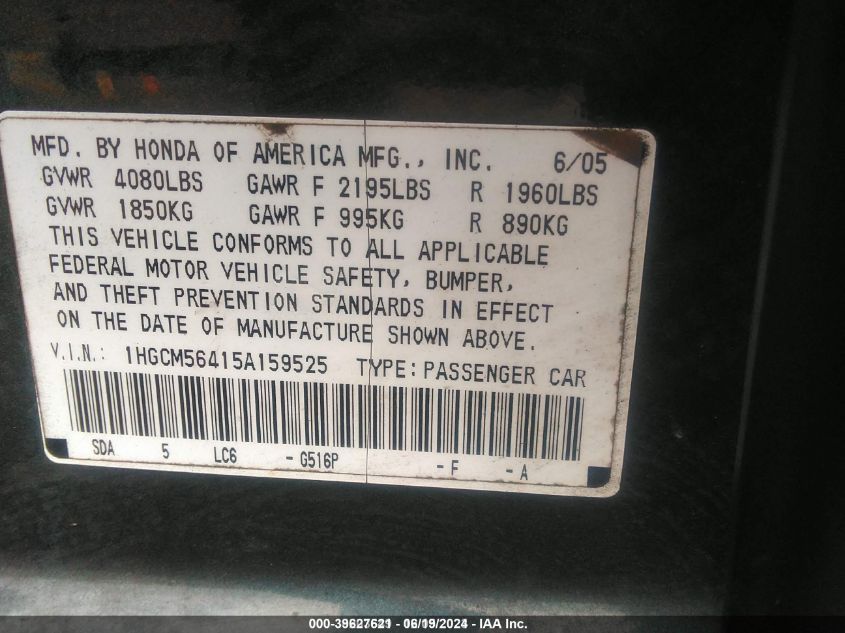 MFD. BY HONDA OF AMERICA MFG., INC. 6/05
GVWR 4080LBS GAWR F 2195LBS R 1960LBS
GVWR 1850KG GAWR F 995KG R 890KG
THIS VEHICLE CONFORMS TO ALL APPLICABLE
FEDERAL MOTOR VEHICLE SAFETY, BUMPER,
AND THEFT PREVENTION STANDARDS IN EFFECT
ON THE DATE OF MANUFACTURE SHOWN ABOVE.
V.I.N.: 1HGCM56415A159525 TYPE: PASSENGER CAR
SDA 5 LC6 - G516P - F - A
000-39627621 - 06/19/2024 - IAA Inc.